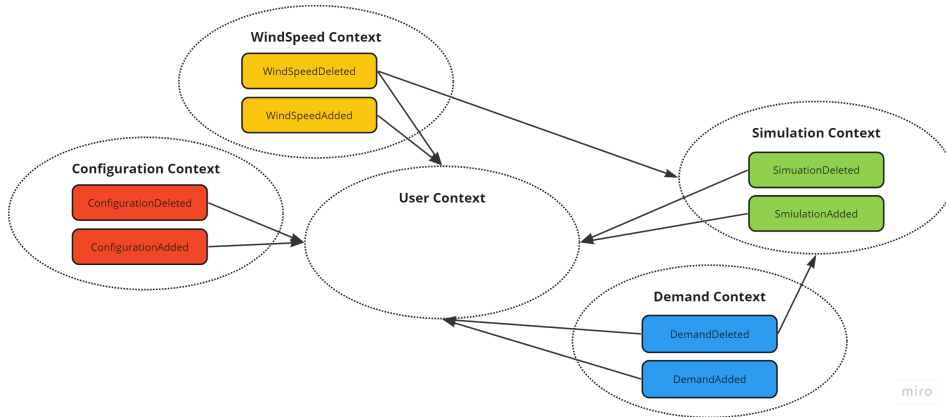 WindSpeed Context
WindSpeedDeleted
WindSpeedAdded
Configuration Context
ConfigurationDeleted
ConfigurationAdded
User Context
Simulation Context
SimuationDeleted
SmiulationAdded
Demand Context
DemandDeleted
DemandAdded
miro